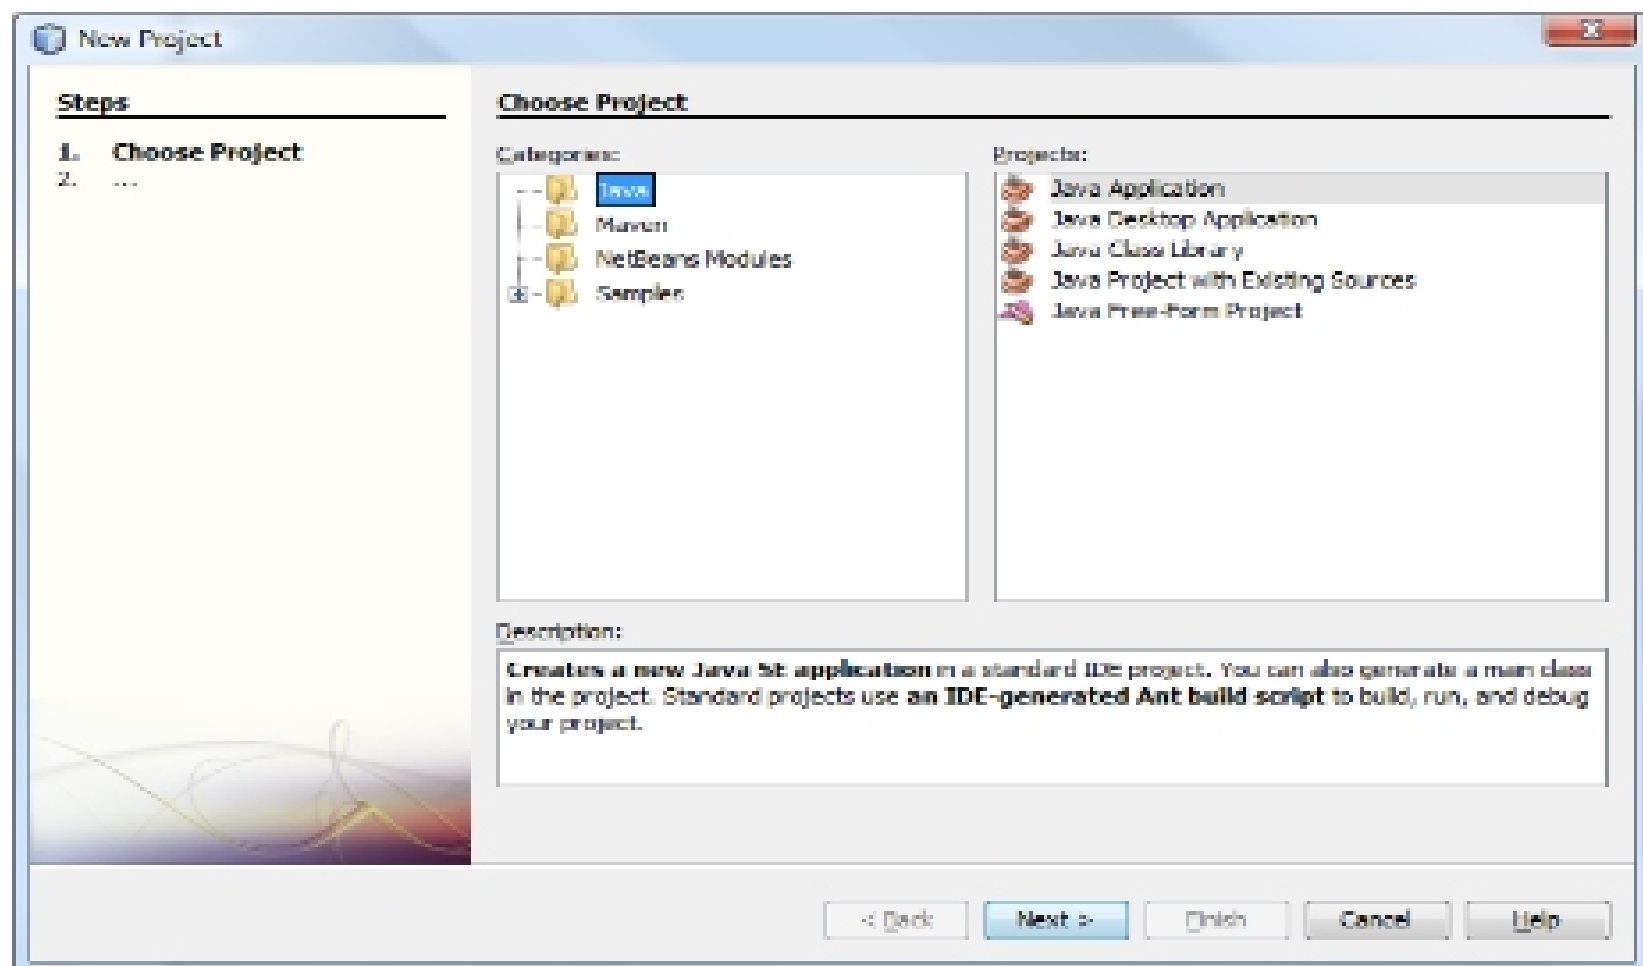 New Project
Steps
1. Choose Project
2. ...
Choose Project
Categories:
Java
Maven
NetBeans Modules
Samples
Projects:
Java Application
Java Desktop Application
Java Class Library
Java Project with Existing Sources
Java Free-Form Project
Description:
Creates a new Java SE application in a standard IDE project. You can also generate a main class
in the project. Standard projects use an IDE-generated Ant build script to build, run, and debug
your project.
< Back Next > Finish Cancel Help